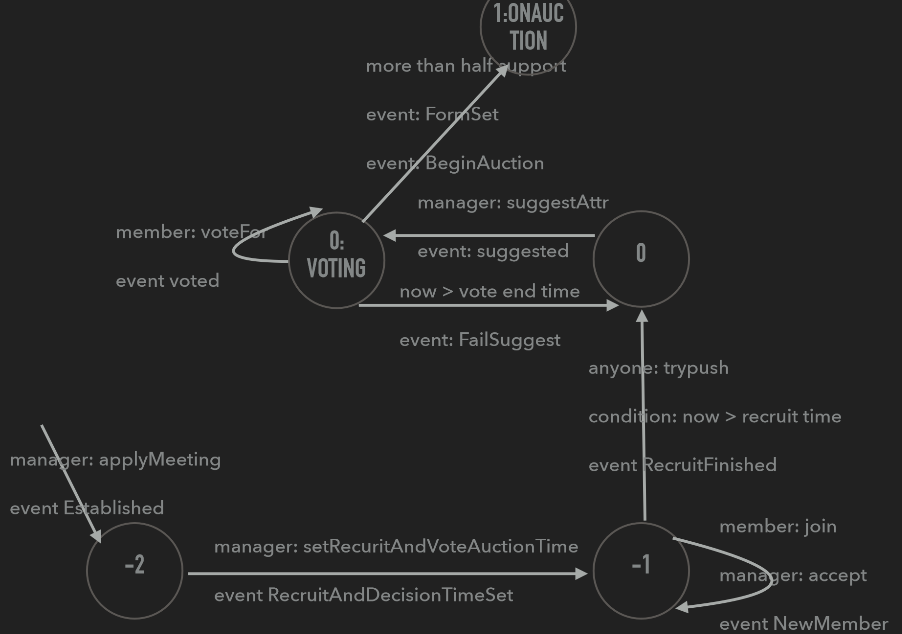 1:ONAUC
TION
more than half support
event: FormSet
event: BeginAuction
manager: suggestAttr
member: voteFor
0:
VOTING
0
event: suggested
event voted
now > vote end time
event: FailSuggest
anyone: trypush
condition: now > recruit time
manager: applyMeeting
event RecruitFinished
event Established
member: join
manager: setRecuritAndVoteAuctionTime
-2
-1
manager: accept
event RecruitAndDecisionTimeSet
event NewMember